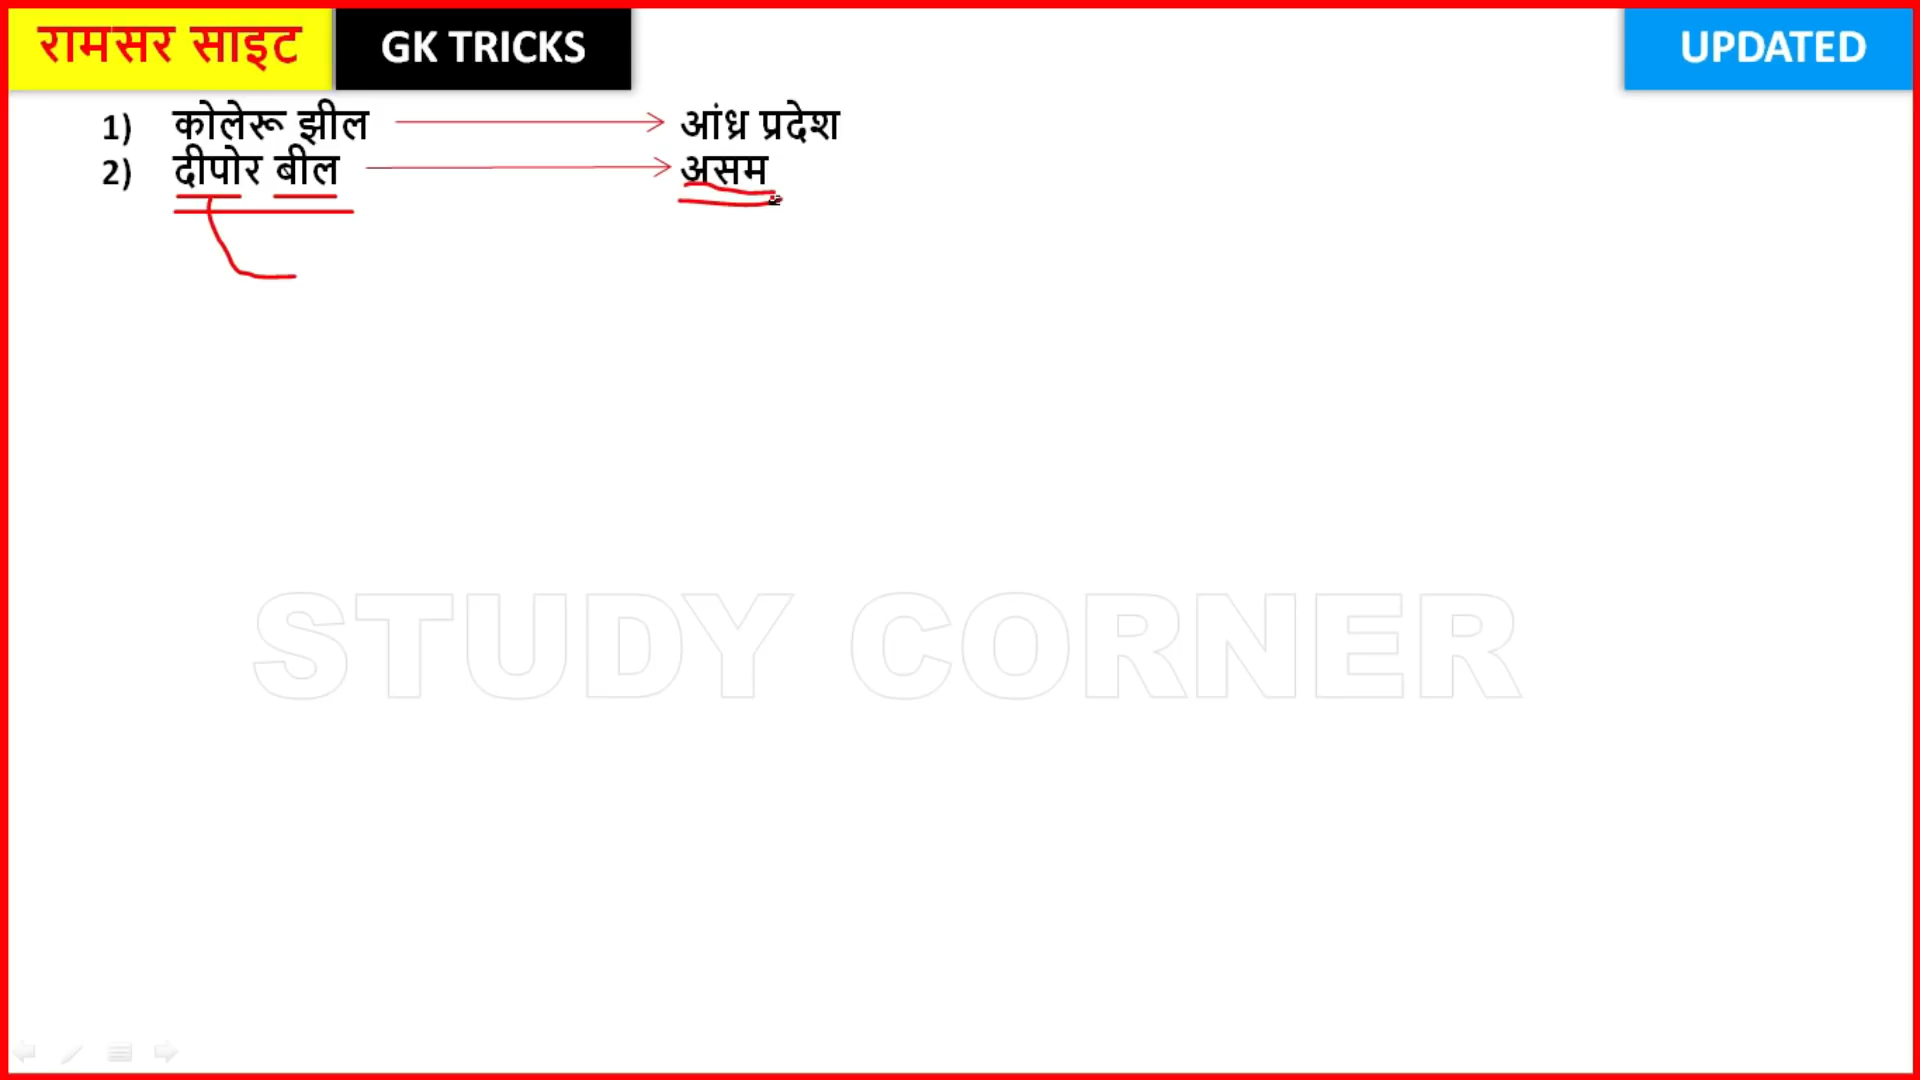 रामसर साइट GK TRICKS UPDATED
1) कोलेरू झील आंध्र प्रदेश
2) दीपोर बील असम
STUDY CORNER